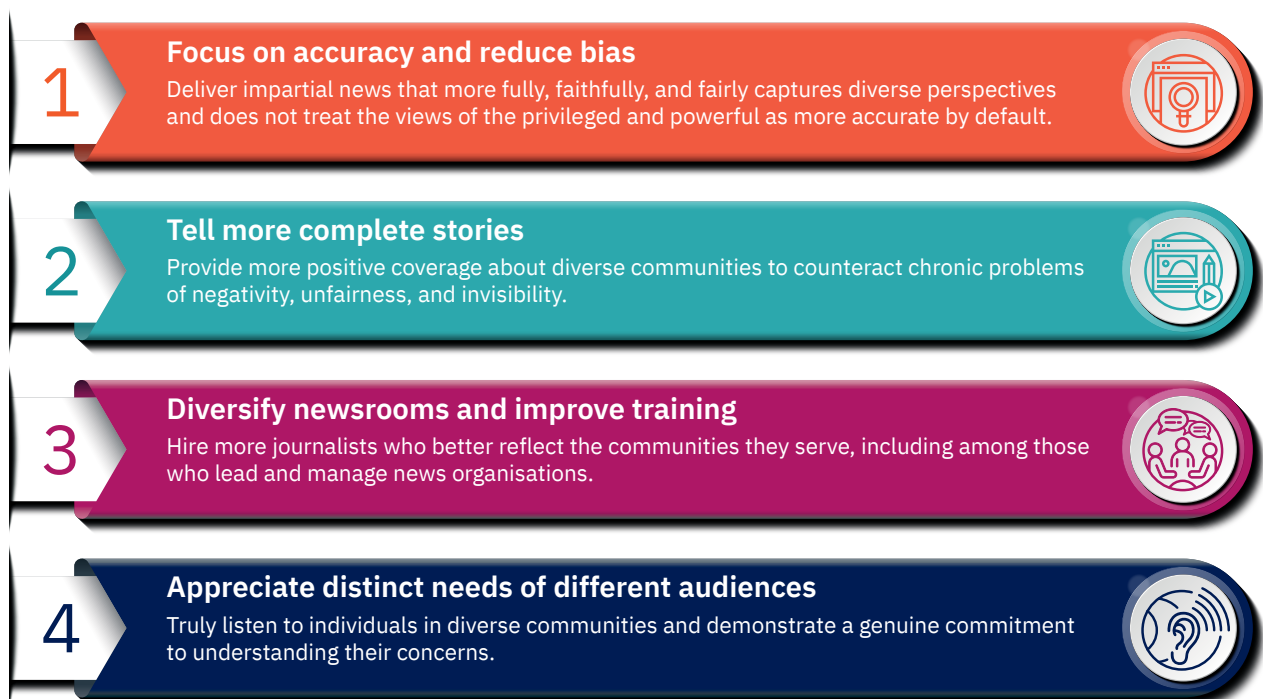 1
Focus on accuracy and reduce bias
Deliver impartial news that more fully, faithfully, and fairly captures diverse perspectives
and does not treat the views of the privileged and powerful as more accurate by default.
2
Tell more complete stories
Provide more positive coverage about diverse communities to counteract chronic problems
of negativity, unfairness, and invisibility.
3
Diversify newsrooms and improve training
Hire more journalists who better reflect the communities they serve, including among those
who lead and manage news organisations.
4
Appreciate distinct needs of different audiences
Truly listen to individuals in diverse communities and demonstrate a genuine commitment
to understanding their concerns.